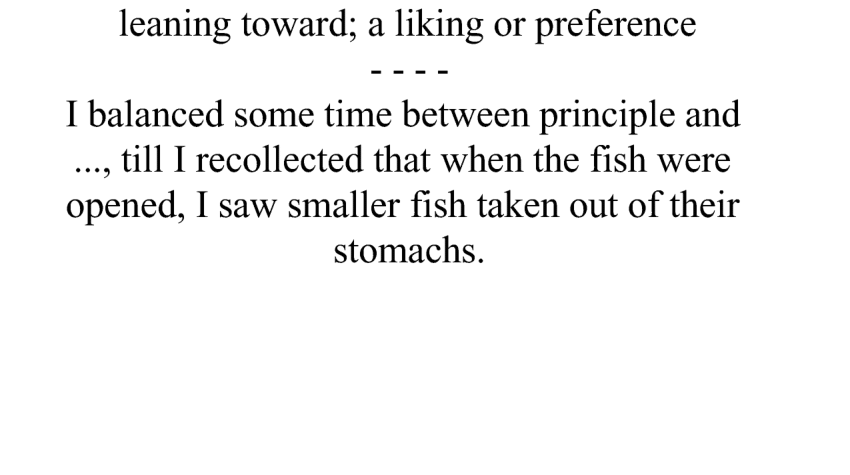 leaning toward; a liking or preference
- - - -
I balanced some time between principle and
..., till I recollected that when the fish were
opened, I saw smaller fish taken out of their
stomachs.